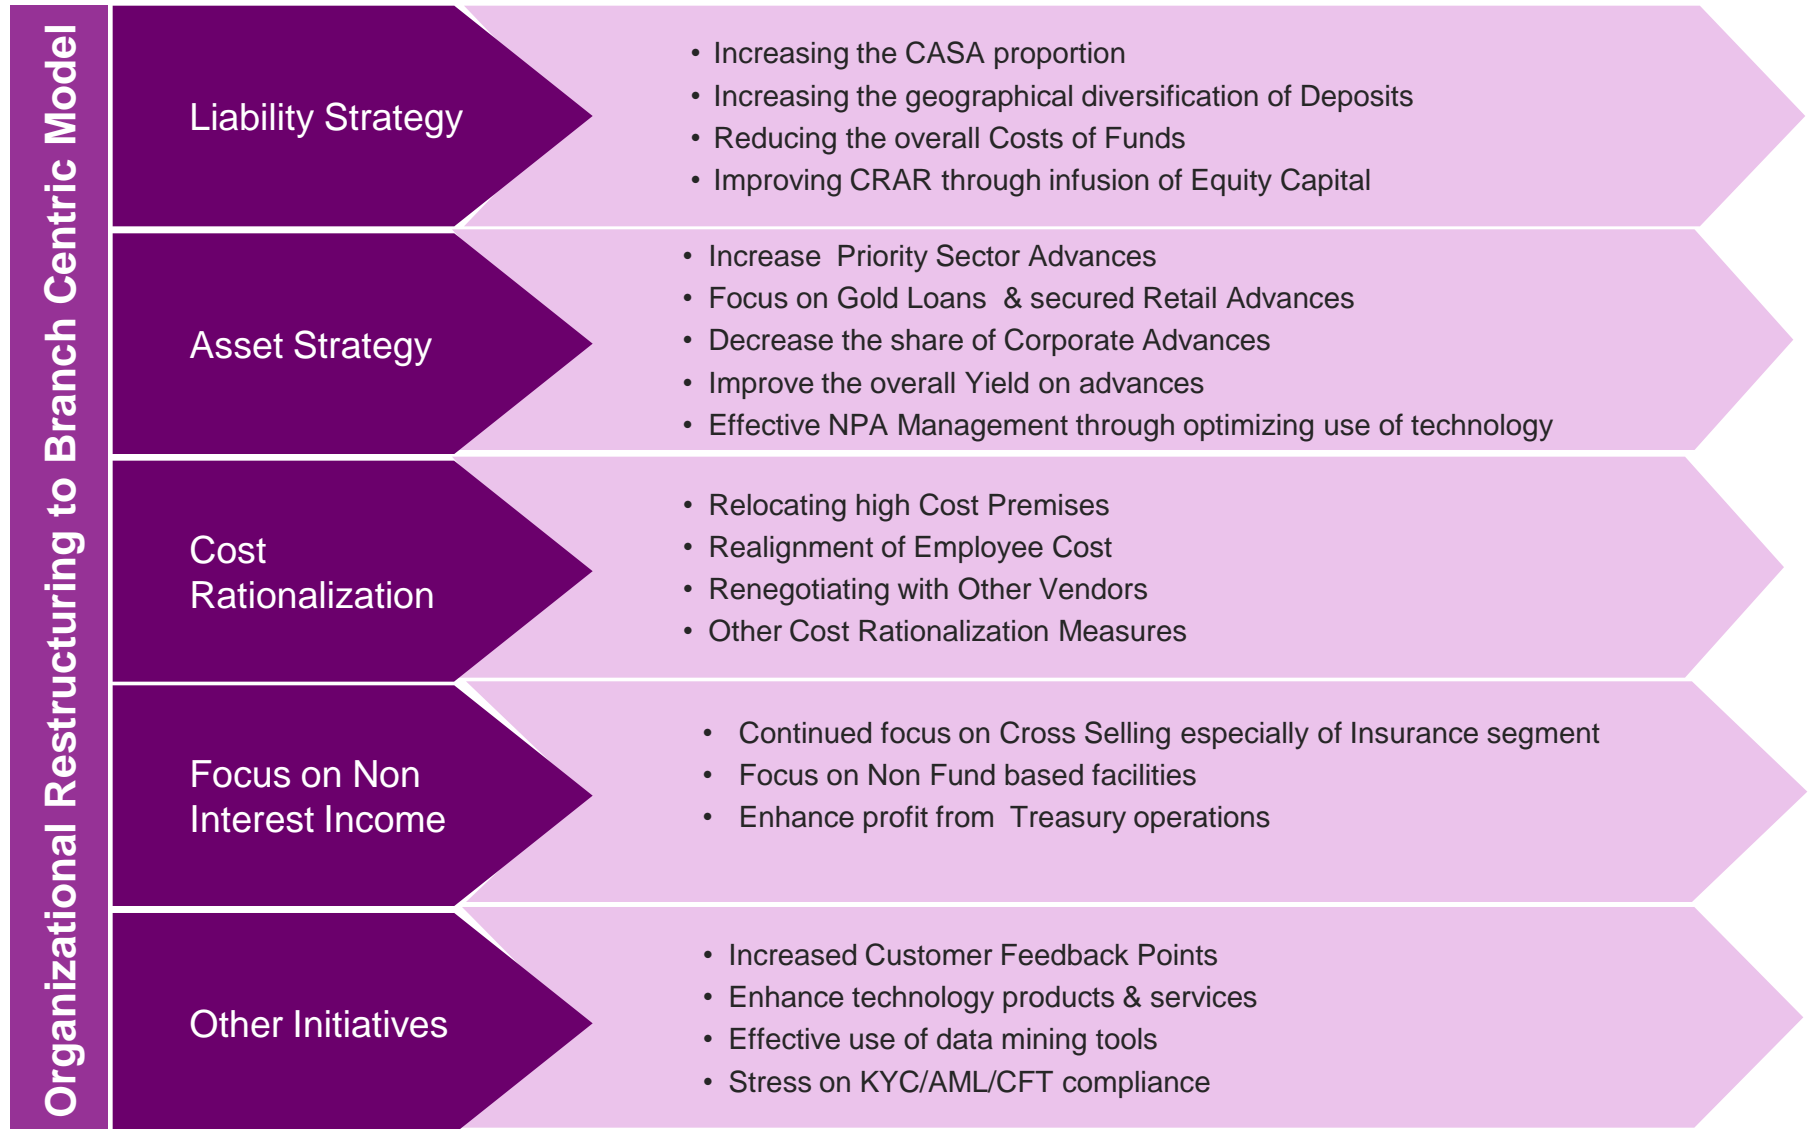 Organizational Restructuring to Branch Centric Model
Liability Strategy
• Increasing the CASA proportion
• Increasing the geographical diversification of Deposits
• Reducing the overall Costs of Funds
• Improving CRAR through infusion of Equity Capital
Asset Strategy
• Increase Priority Sector Advances
• Focus on Gold Loans & secured Retail Advances
• Decrease the share of Corporate Advances
• Improve the overall Yield on advances
• Effective NPA Management through optimizing use of technology
Cost
Rationalization
• Relocating high Cost Premises
• Realignment of Employee Cost
• Renegotiating with Other Vendors
• Other Cost Rationalization Measures
Focus on Non
Interest Income
• Continued focus on Cross Selling especially of Insurance segment
• Focus on Non Fund based facilities
• Enhance profit from Treasury operations
Other Initiatives
• Increased Customer Feedback Points
• Enhance technology products & services
• Effective use of data mining tools
• Stress on KYC/AML/CFT compliance